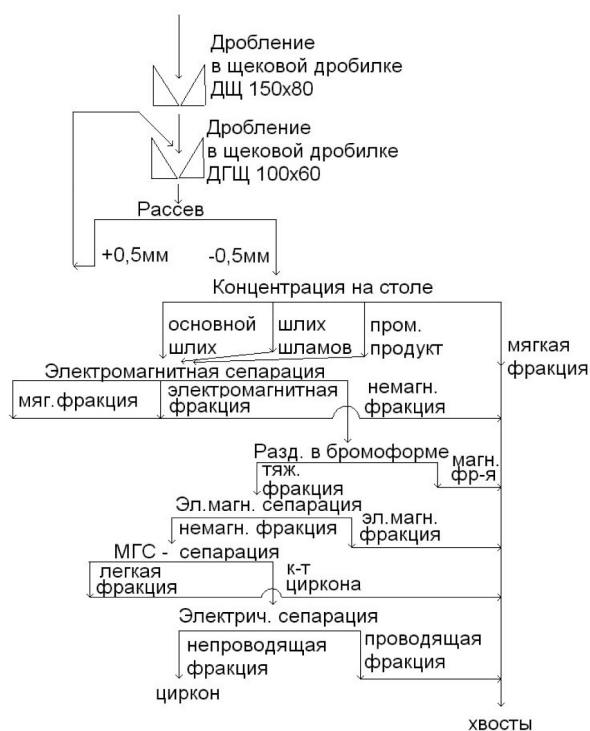 Дробление
в щековой дробилке
ДЩ 150х80
Дробление
в щековой дробилке
ДГЩ 100х60
Рассев
+0,5мм
-0,5мм
Концентрация на столе
основной
шлих
шлих
шламов
пром.
продукт
мягкая
фракция
Электромагнитная сепарация
мяг.фракция
электромагнитная
фракция
немагн.
фракция
Разд. в бромоформе
тяж.
фракция
магн.
фр-я
Эл.магн. сепарация
немагн. фракция
эл.магн.
фракция
МГС - сепарация
легкая
фракция
к-т
циркона
Электрич. сепарация
непроводящая
фракция
проводящая
фракция
циркон
хвосты